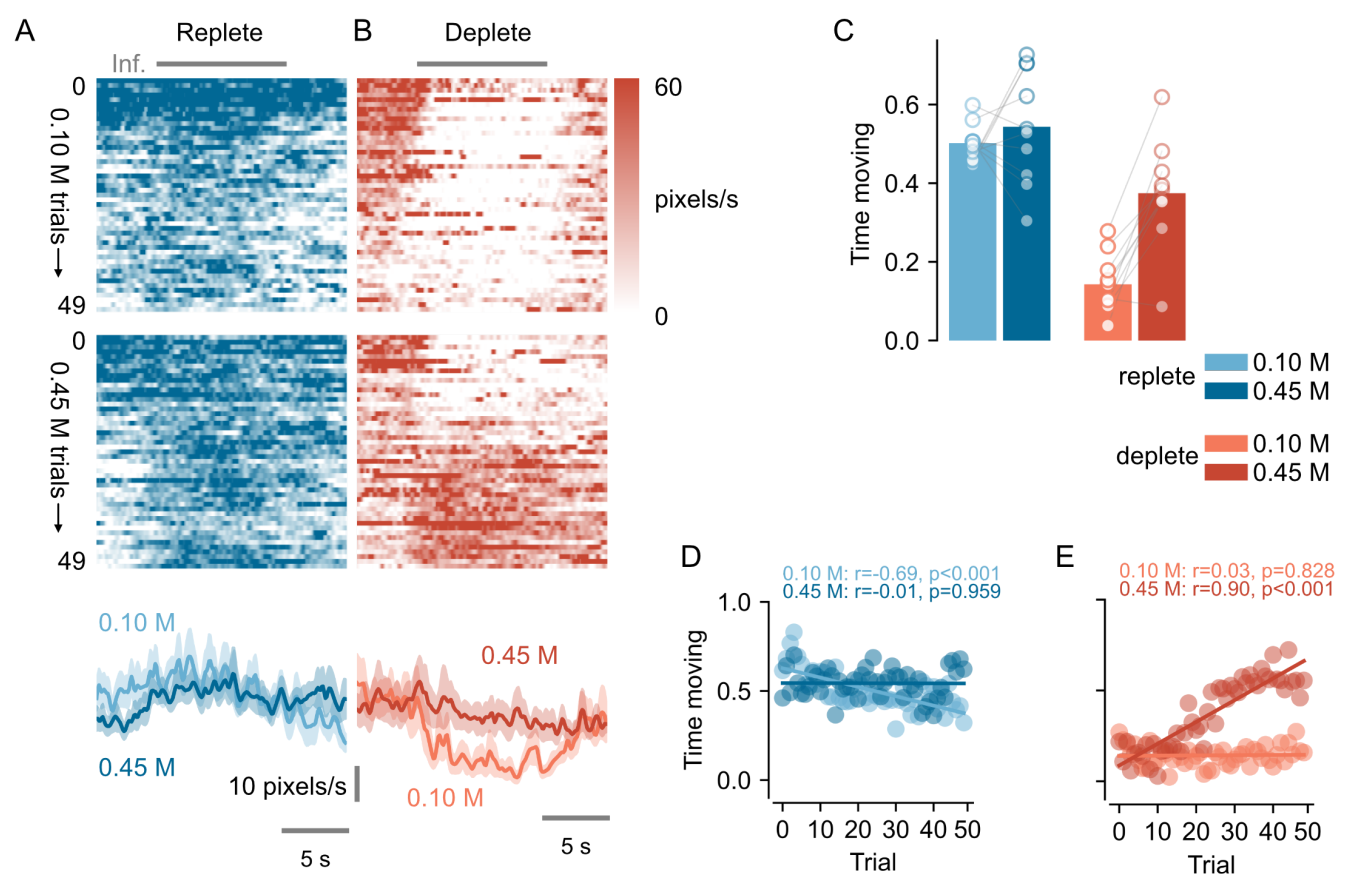 A
Replete
B
Deplete
C
Inf.
0
0.10 M trials→
49
60
pixels/s
0
0
0.45 M trials→
49
0.10 M
0.45 M
10 pixels/s
5 s
0.45 M
0.10 M
5 s
Time moving
0.6
0.4
0.2
0.0
replete
0.10 M
0.45 M
deplete
0.10 M
0.45 M
D
0.10 M: r=-0.69, p<0.001
0.45 M: r=-0.01, p=0.959
Time moving
1.0
0.5
0.0
0 10 20 30 40 50
Trial
E
0.10 M: r=0.03, p=0.828
0.45 M: r=0.90, p<0.001
0 10 20 30 40 50
Trial